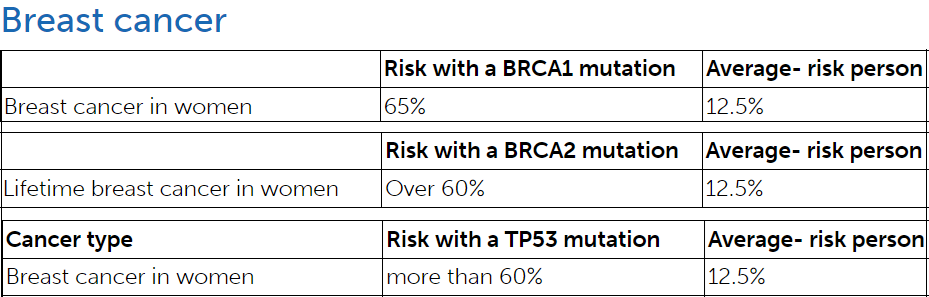 Breast cancer
Risk with a BRCA1 mutation Average- risk person
Breast cancer in women 65% 12.5%
Risk with a BRCA2 mutation Average- risk person
Lifetime breast cancer in women Over 60% 12.5%
Cancer type Risk with a TP53 mutation Average- risk person
Breast cancer in women more than 60% 12.5%